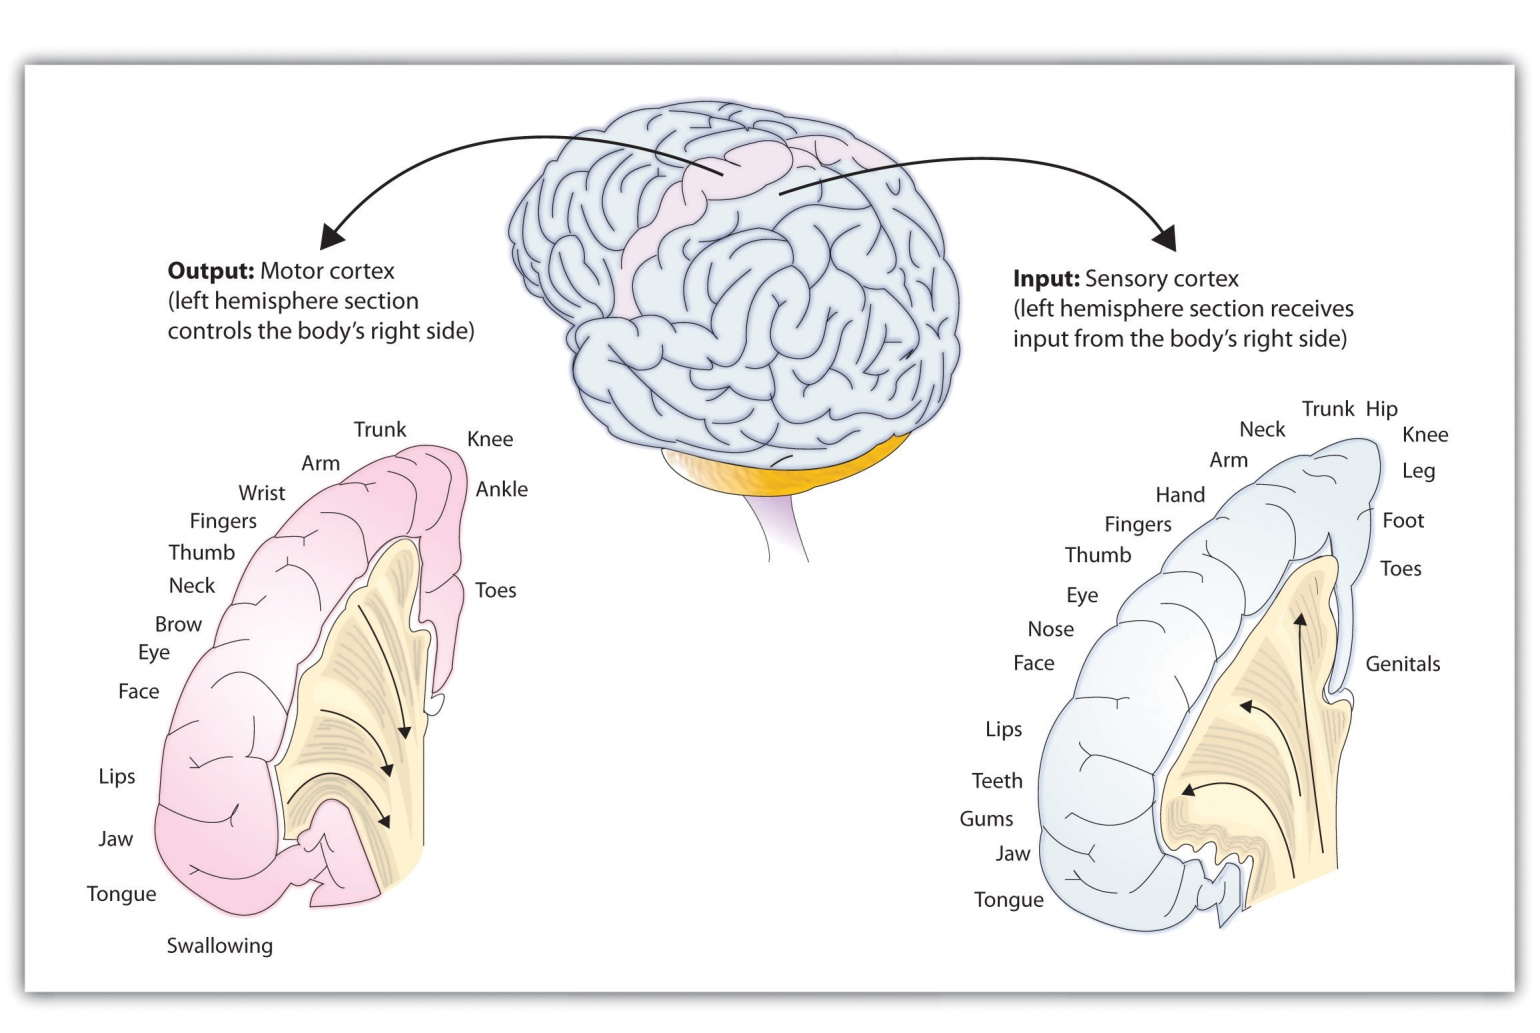 Output: Motor cortex
(left hemisphere section
controls the body’s right side)
Input: Sensory cortex
(left hemisphere section receives
input from the body’s right side)
Trunk
Knee
Arm
Ankle
Wrist
Fingers
Thumb
Neck
Toes
Brow
Eye
Face
Lips
Jaw
Tongue
Swallowing
Trunk Hip
Neck
Knee
Arm
Leg
Hand
Fingers
Foot
Thumb
Toes
Eye
Nose
Face
Genitals
Lips
Teeth
Gums
Jaw
Tongue